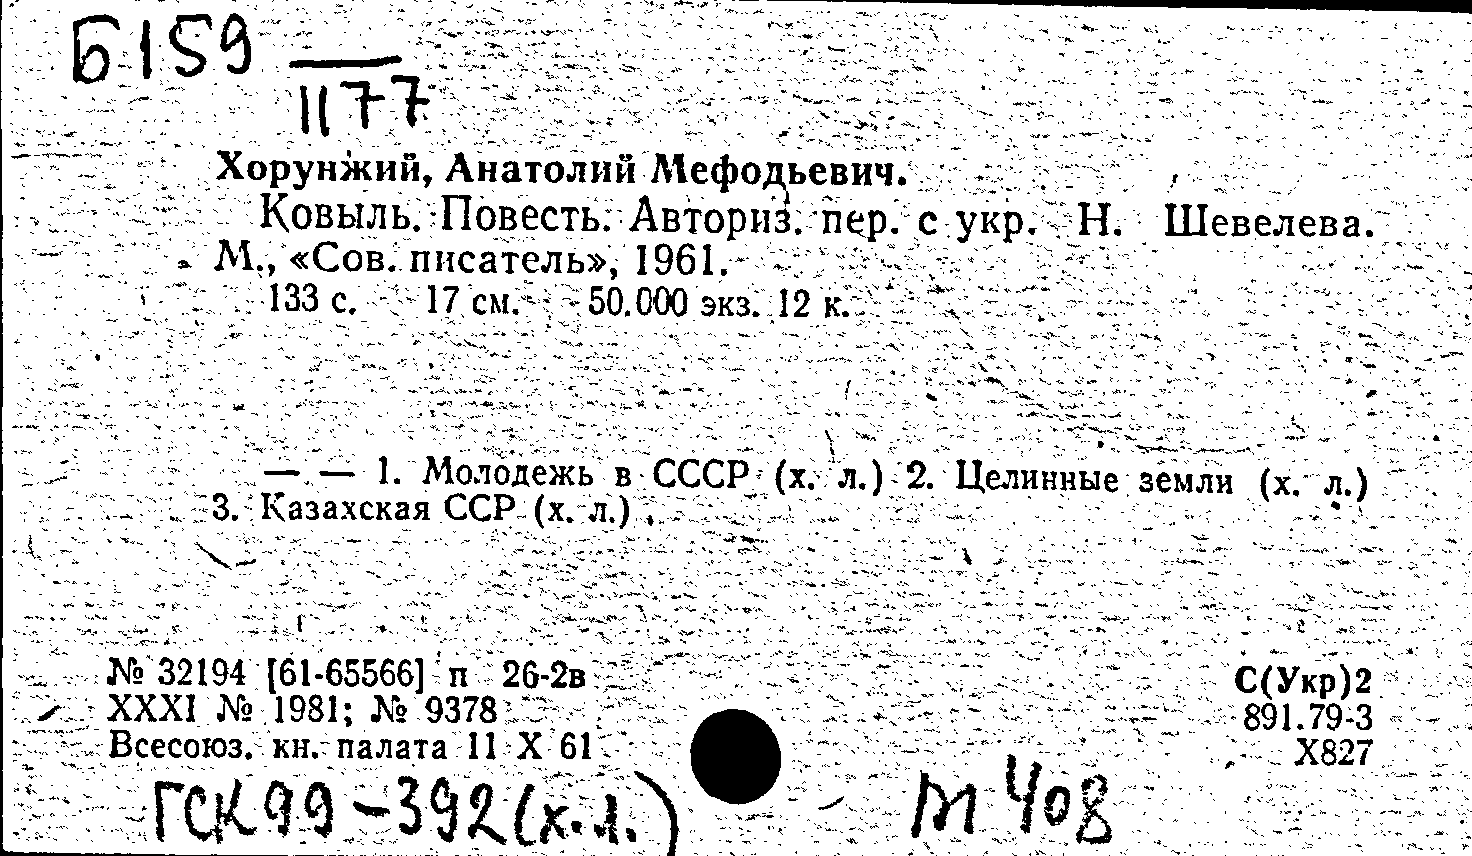 Б159
1177
Хорунжий, Анатолий Мефодьевич.
Ковыль. Повесть. Авториз. пер. с укр. Н. Шевелева.
М., «Сов. писатель», 1961.
133 с. 17 см. 50.000 экз. 12 к.
— — 1. Молодежь в СССР (х. л.) 2. Целинные земли (х. л.)
3. Казахская ССР (х. л.)
№ 32194 [61-65566] п 26-2в
XXXI № 1981; № 9378
Всесоюз. кн. палата 11 X 61
С(Укр)2
891.79-3
Х827
ГСК99-392(х.л.)
m 408